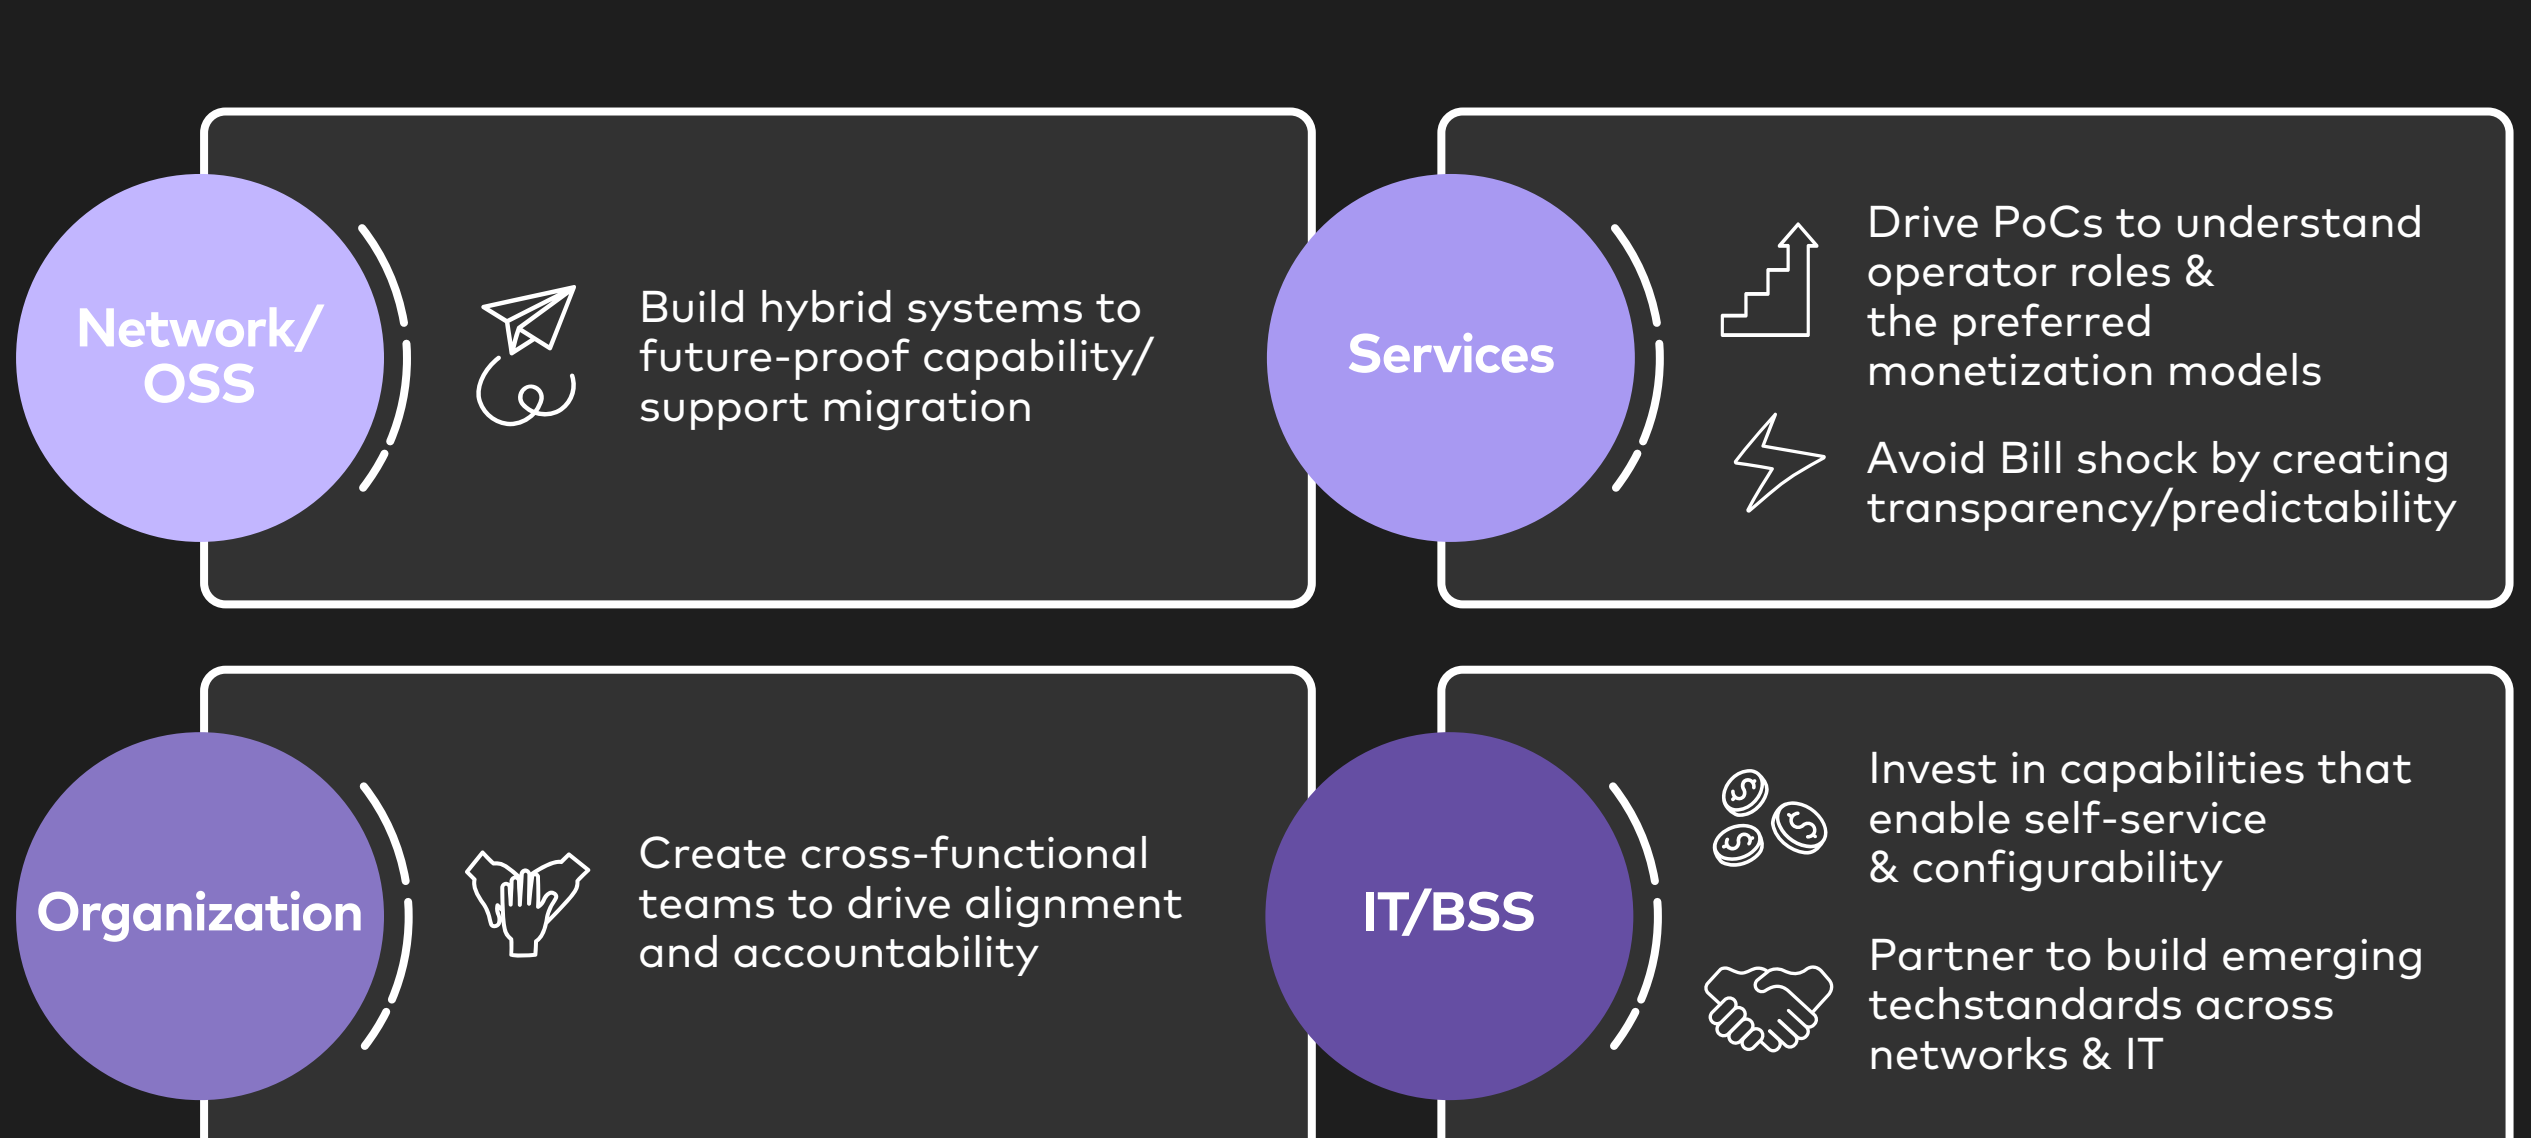 Network/
OSS
Build hybrid systems to
future-proof capability/
support migration
Services
Drive PoCs to understand
operator roles &
the preferred
monetization models
Avoid Bill shock by creating
transparency/predictability
Organization
Create cross-functional
teams to drive alignment
and accountability
IT/BSS
Invest in capabilities that
enable self-service
& configurability
Partner to build emerging
techstandards across
networks & IT